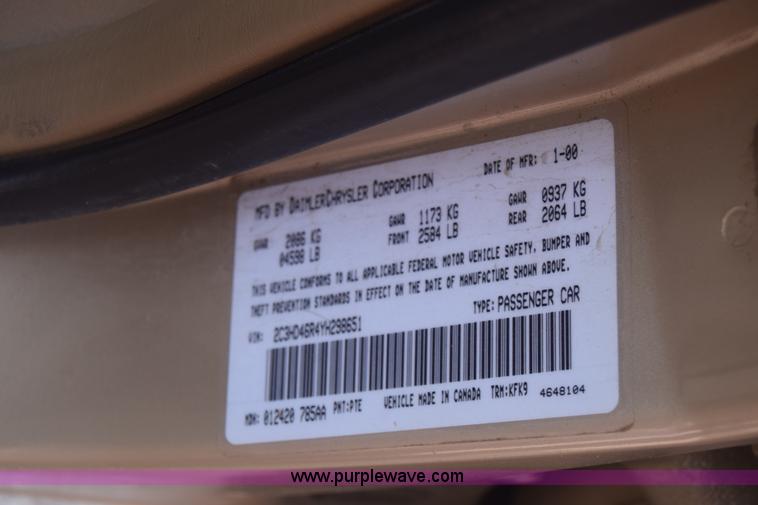 MFD BY DAIMLERCHRYSLER CORPORATION DATE OF MFR: 1-00
GVWR 2086 KG GAWR 1173 KG GAWR 0937 KG
04598 LB FRONT 2584 LB REAR 2064 LB
THIS VEHICLE CONFORMS TO ALL APPLICABLE FEDERAL MOTOR VEHICLE SAFETY, BUMPER AND
THEFT PREVENTION STANDARDS IN EFFECT ON THE DATE OF MANUFACTURE SHOWN ABOVE.
VIN: 2C3HD46R4YH298651 TYPE: PASSENGER CAR
MDH: 012420 785AA PNT:PTE VEHICLE MADE IN CANADA TRM:KFK9 4648104
www.purplewave.com